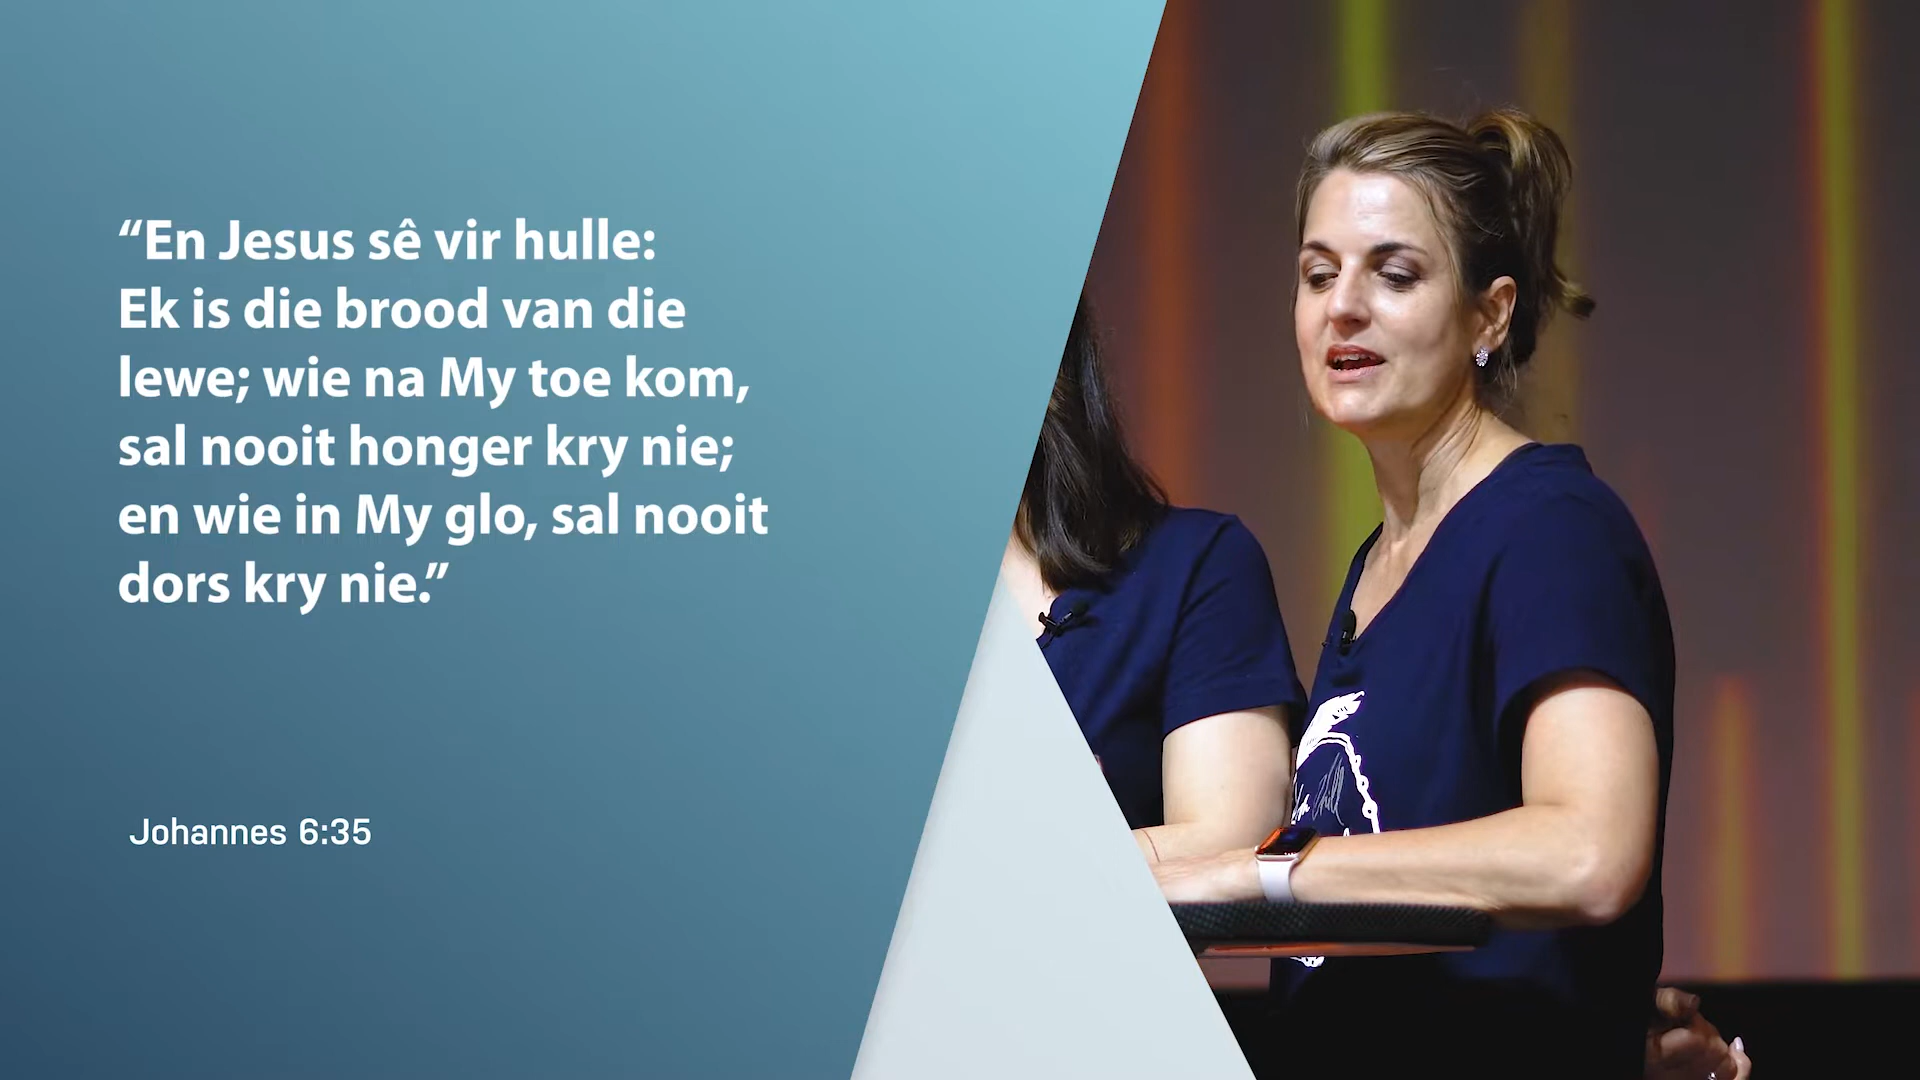 “En Jesus sê vir hulle:
Ek is die brood van die
lewe; wie na My toe kom,
sal nooit honger kry nie;
en wie in My glo, sal nooit
dors kry nie.”
Johannes 6:35